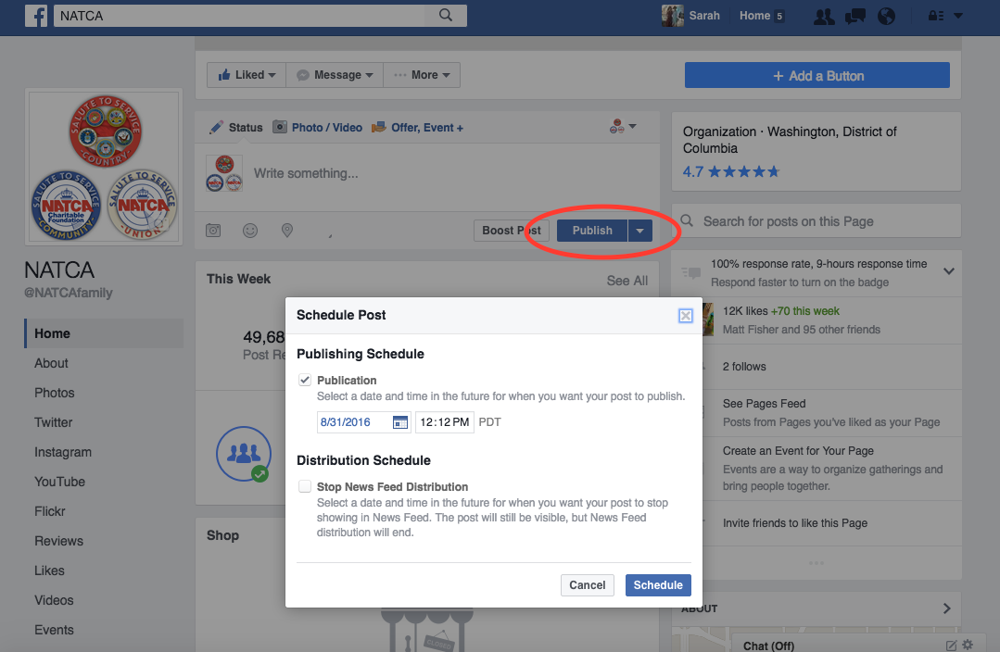 NATCA
Sarah
Home 5
Liked
Message
More
+ Add a Button
SALUTE TO SERVICE
COUNTRY
SALUTE TO SERVICE
NATCA
Charitable
Foundation
COMMUNITY
SALUTE TO SERVICE
NATCA
UNION
NATCA
@NATCAfamily
Home
About
Photos
Twitter
Instagram
YouTube
Flickr
Reviews
Likes
Videos
Events
Status
Photo / Video
Offer, Event +
Write something...
Boost Post
Publish
This Week
See All
49,68
Post Re
Shop
CLOSED
Schedule Post
Publishing Schedule
Publication
Select a date and time in the future for when you want your post to publish.
8/31/2016
12:12 PM PDT
Distribution Schedule
Stop News Feed Distribution
Select a date and time in the future for when you want your post to stop
showing in News Feed. The post will still be visible, but News Feed
distribution will end.
Cancel
Schedule
Organization · Washington, District of
Columbia
4.7
Search for posts on this Page
100% response rate, 9-hours response time
Respond faster to turn on the badge
12K likes +70 this week
Matt Fisher and 95 other friends
2 follows
See Pages Feed
Posts from Pages you've liked as your Page
Create an Event for Your Page
Events are a way to organize gatherings and
bring people together.
Invite friends to like this Page
ABOUT
Chat (Off)